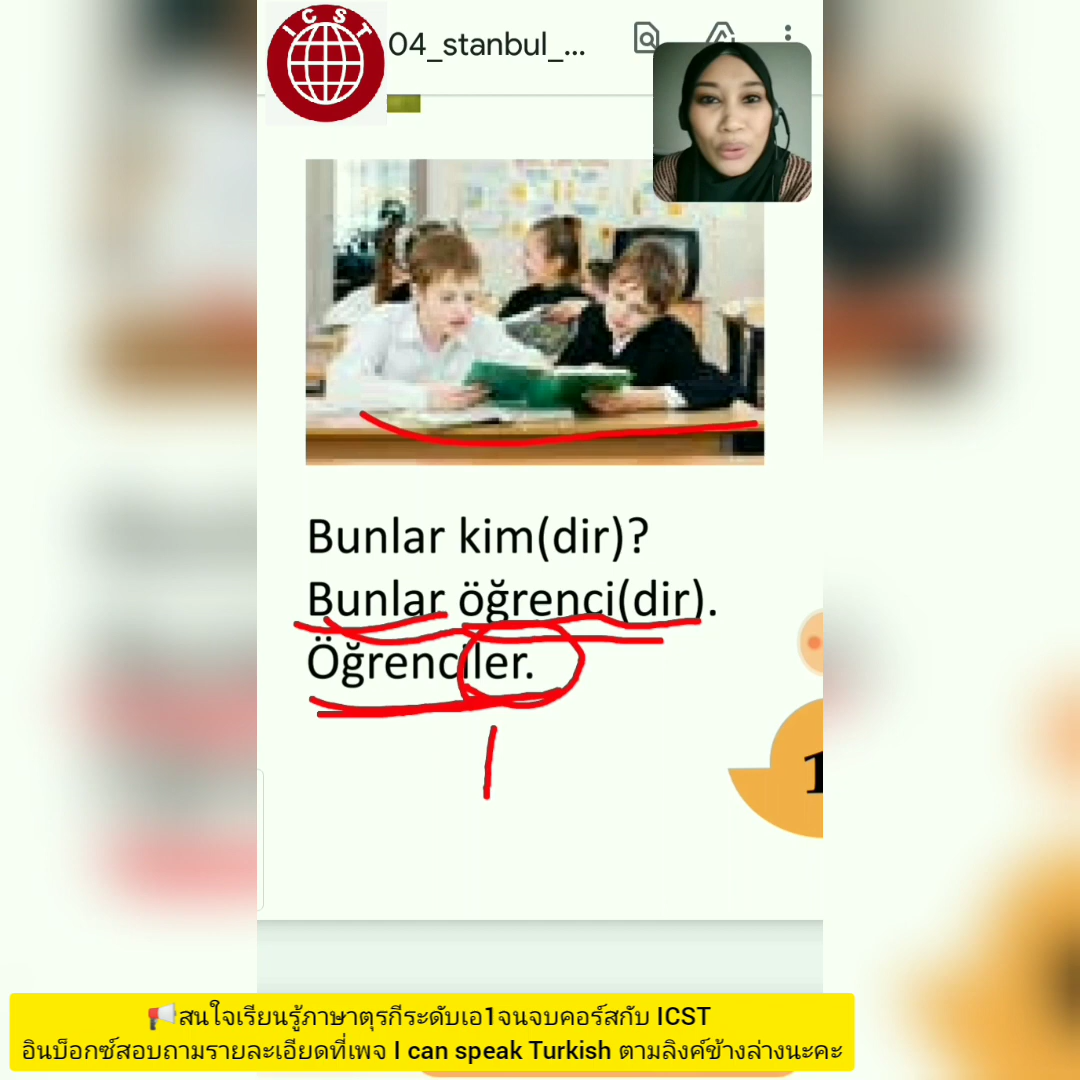 ICST
04_stanbul_...
Bunlar kim(dir)?
Bunlar öğrenci(dir).
Öğrenciler.
1
📢สนใจเรียนรู้ภาษาตุรกีระดับเอ1จนจบคอร์สกับ ICST
อินบ็อกซ์สอบถามรายละเอียดที่เพจ I can speak Turkish ตามลิงค์ข้างล่างนะคะ